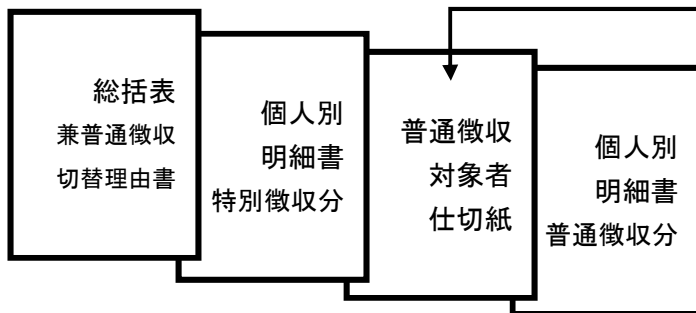 総括表
兼普通徴収
切替理由書
個人別
明細書
特別徴収分
普通徴収
対象者
仕切紙
個人別
明細書
普通徴収分